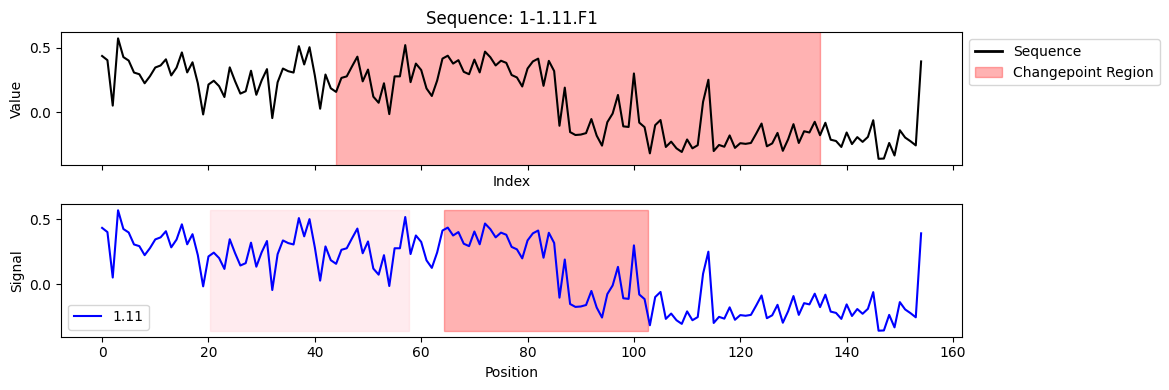 Sequence: 1-1.11.F1
0.5
0.0
Value
Index
Sequence
Changepoint Region
0.5
0.0
Signal
1.11
0 20 40 60 80 100 120 140 160
Position